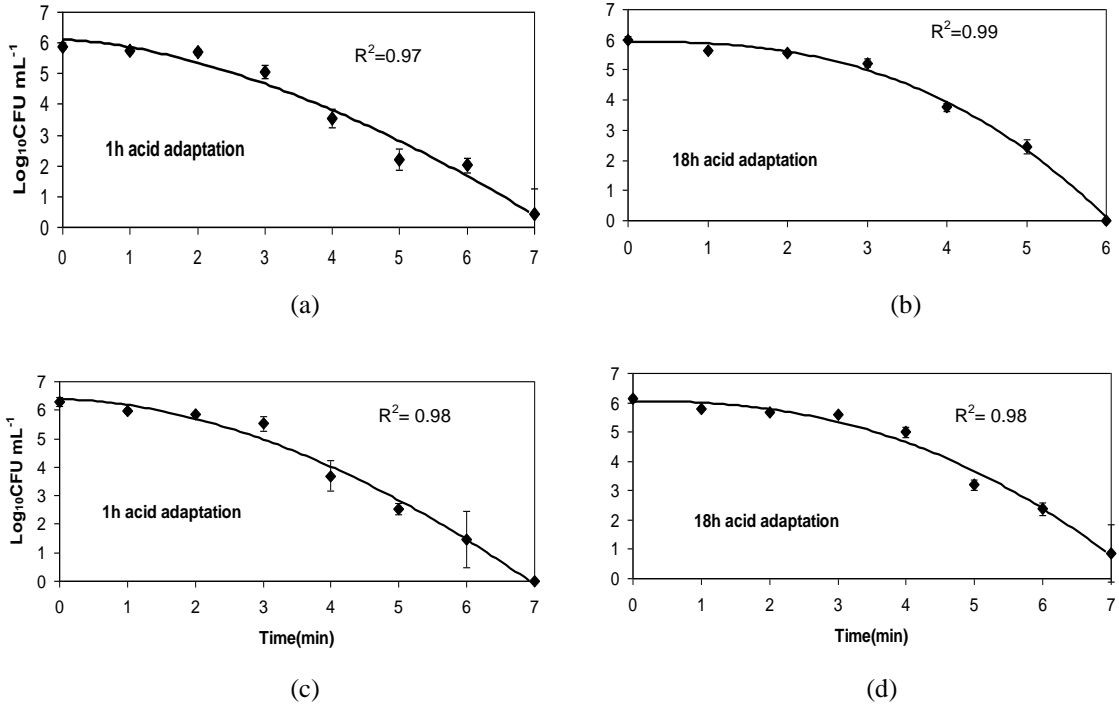 7
6
5
4
3
2
1
0
Log₁₀CFU mL⁻¹
R²=0.97
1h acid adaptation
0 1 2 3 4 5 6 7
(a)
7
6
5
4
3
2
1
0
R²=0.99
18h acid adaptation
0 1 2 3 4 5 6
(b)
7
6
5
4
3
2
1
0
Log₁₀CFU mL⁻¹
R²= 0.98
1h acid adaptation
0 1 2 3 4 5 6 7
Time(min)
(c)
7
6
5
4
3
2
1
0
R²= 0.98
18h acid adaptation
0 1 2 3 4 5 6 7
Time(min)
(d)